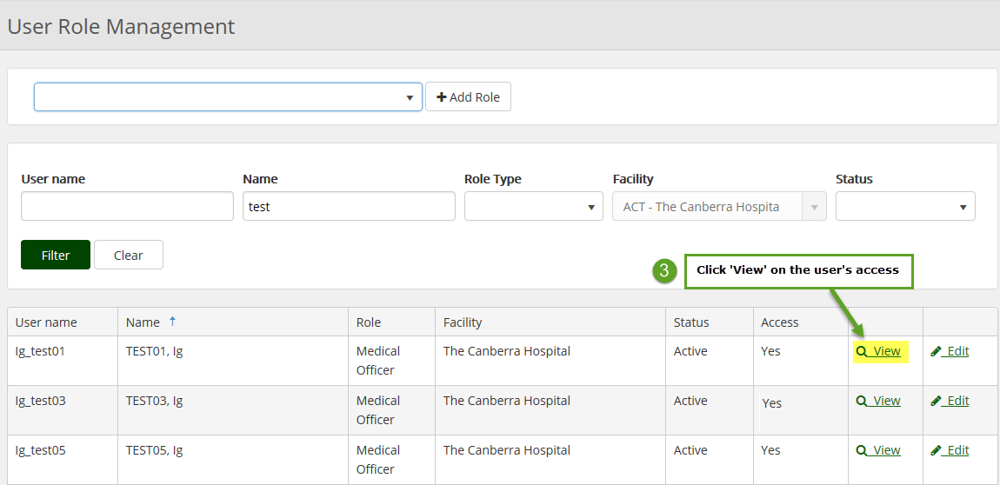 User Role Management
Add Role
User name Name Role Type Facility Status
test ACT - The Canberra Hospita
Filter Clear
3 Click 'View' on the user's access
User name Name Role Facility Status Access
Ig_test01 TEST01, Ig Medical The Canberra Hospital Active Yes View Edit
Officer
Ig_test03 TEST03, Ig Medical The Canberra Hospital Active Yes View Edit
Officer
Ig_test05 TEST05, Ig Medical The Canberra Hospital Active Yes View Edit
Officer